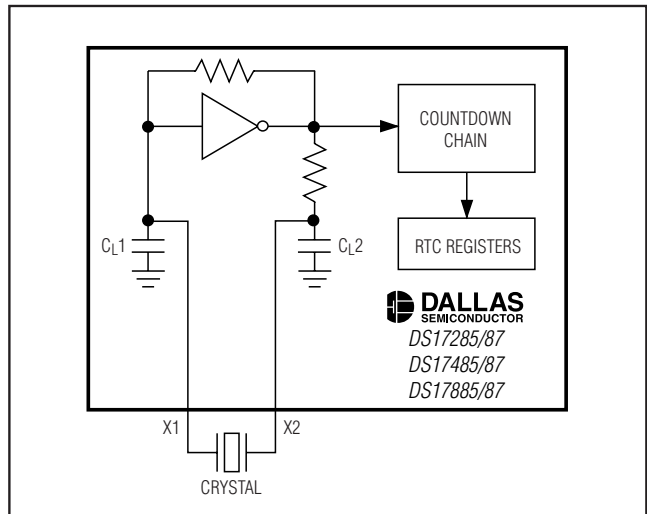 COUNTDOWN
CHAIN
CL1
CL2
RTC REGISTERS
DALLAS
SEMICONDUCTOR
DS17285/87
DS17485/87
DS17885/87
X1
X2
CRYSTAL